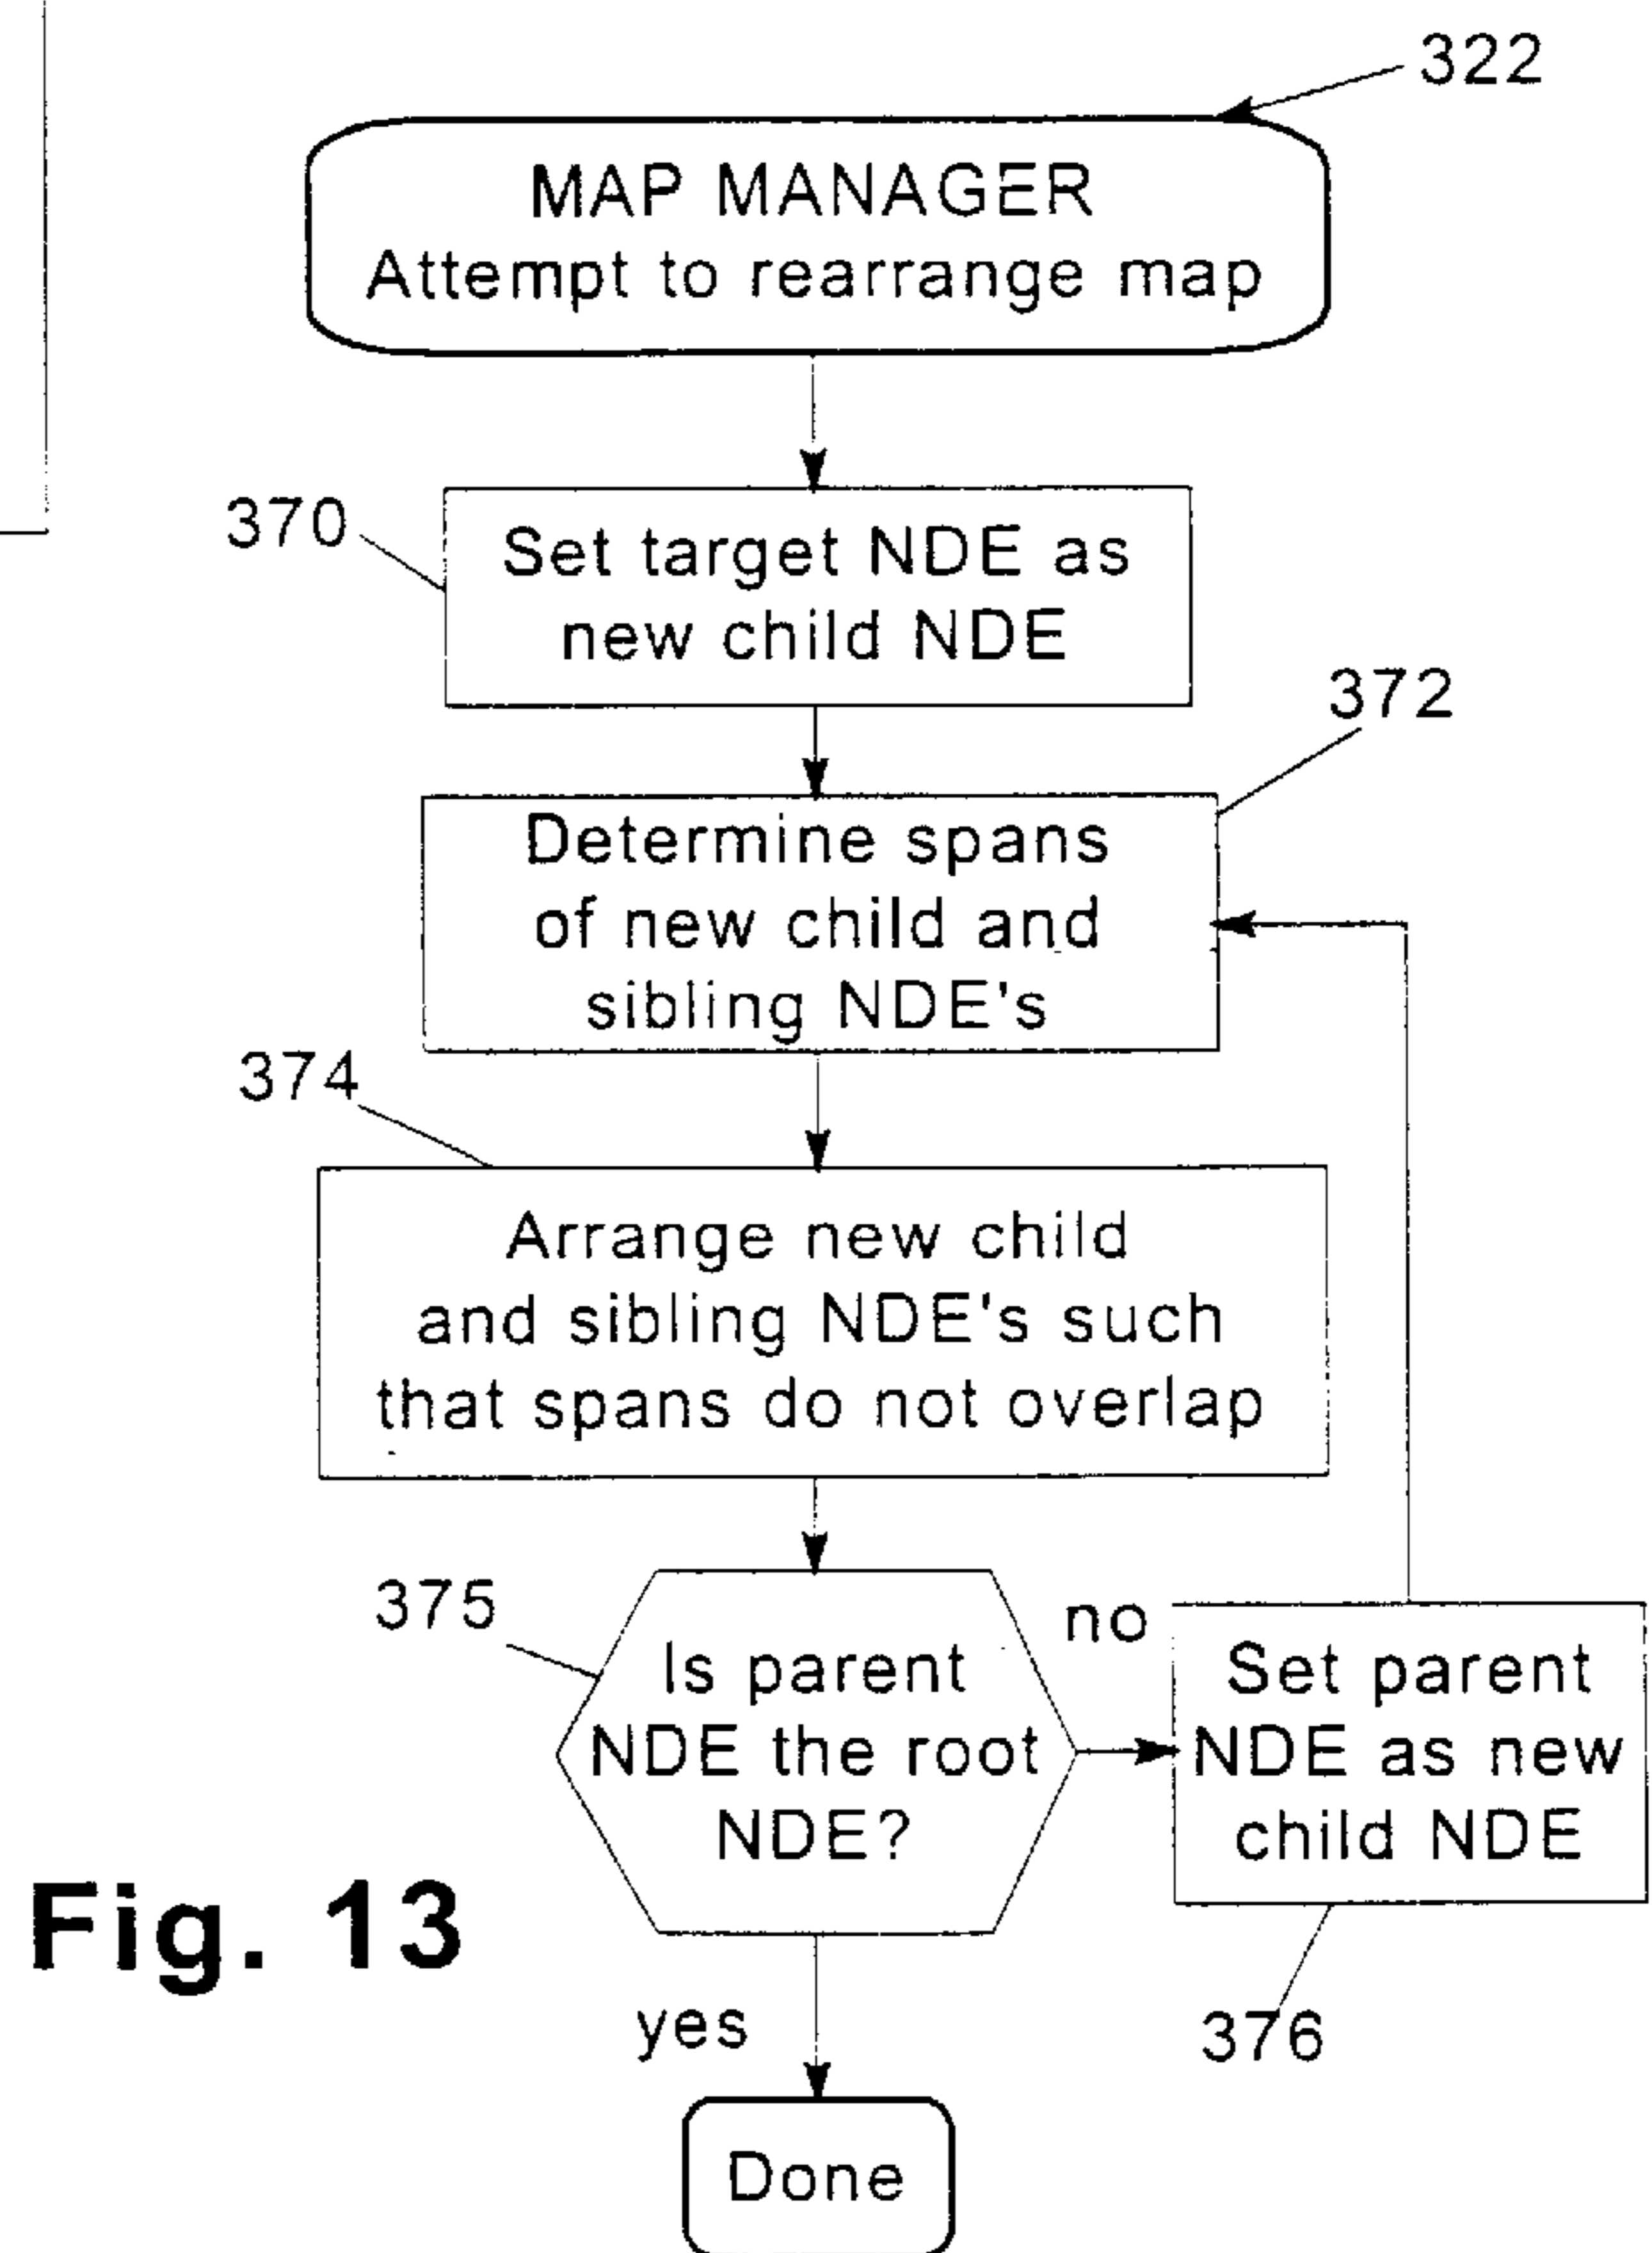 322
MAP MANAGER
Attempt to rearrange map
370
Set target NDE as
new child NDE
372
Determine spans
of new child and
sibling NDE's
374
Arrange new child
and sibling NDE's such
that spans do not overlap
375
Is parent
NDE the root
NDE?
no
Set parent
NDE as new
child NDE
376
yes
Done
Fig. 13